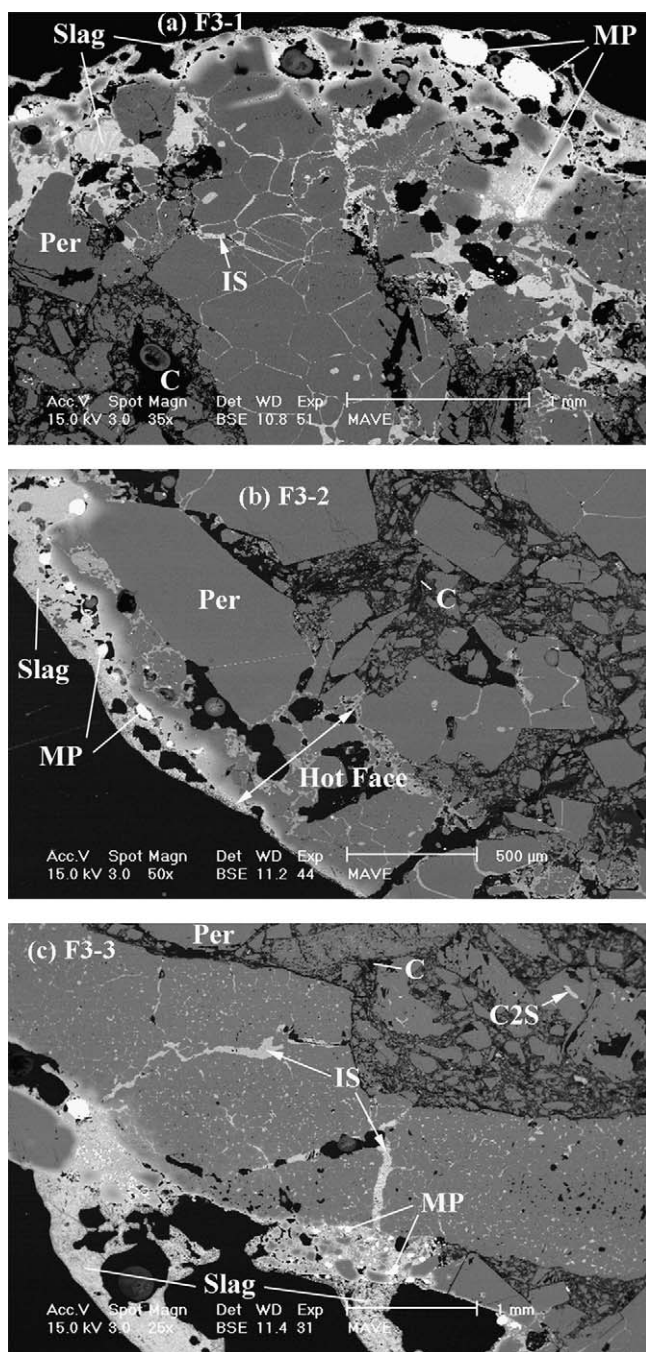 (a) F3-1
Slag
MP
Per
IS
C
Acc.V Spot Magn Det WD Exp 1 mm
15.0 kV 3.0 35x BSE 10.8 51 MAVE
(b) F3-2
Per
C
Slag
MP
Hot Face
Acc.V Spot Magn Det WD Exp 500 µm
15.0 kV 3.0 50x BSE 11.2 44 MAVE
Per
(c) F3-3
C
C2S
IS
MP
Slag
Acc.V Spot Magn Det WD Exp 1 mm
15.0 kV 3.0 25x BSE 11.4 31 MAVE